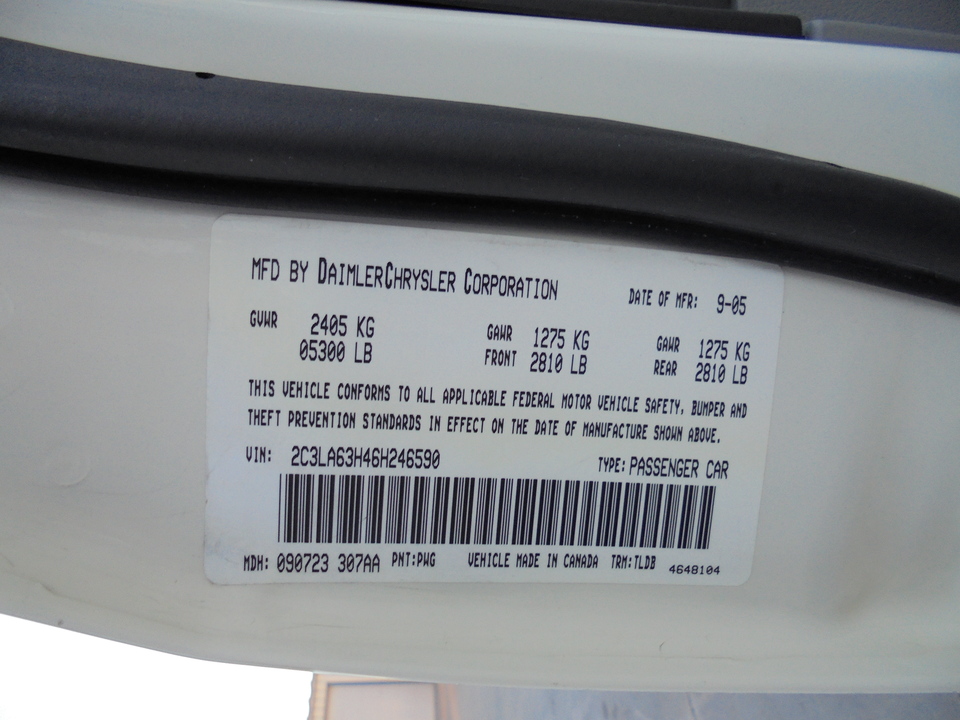 MFD BY DAIMLERCHRYSLER CORPORATION DATE OF MFR: 9-05
GVWR 2405 KG GAWR 1275 KG GAWR 1275 KG
05300 LB FRONT 2810 LB REAR 2810 LB
THIS VEHICLE CONFORMS TO ALL APPLICABLE FEDERAL MOTOR VEHICLE SAFETY, BUMPER AND
THEFT PREVENTION STANDARDS IN EFFECT ON THE DATE OF MANUFACTURE SHOWN ABOVE.
VIN: 2C3LA63H46H246590 TYPE: PASSENGER CAR
MDH: 090723 307AA PNT:PWG VEHICLE MADE IN CANADA TRM:TLDB 4648104